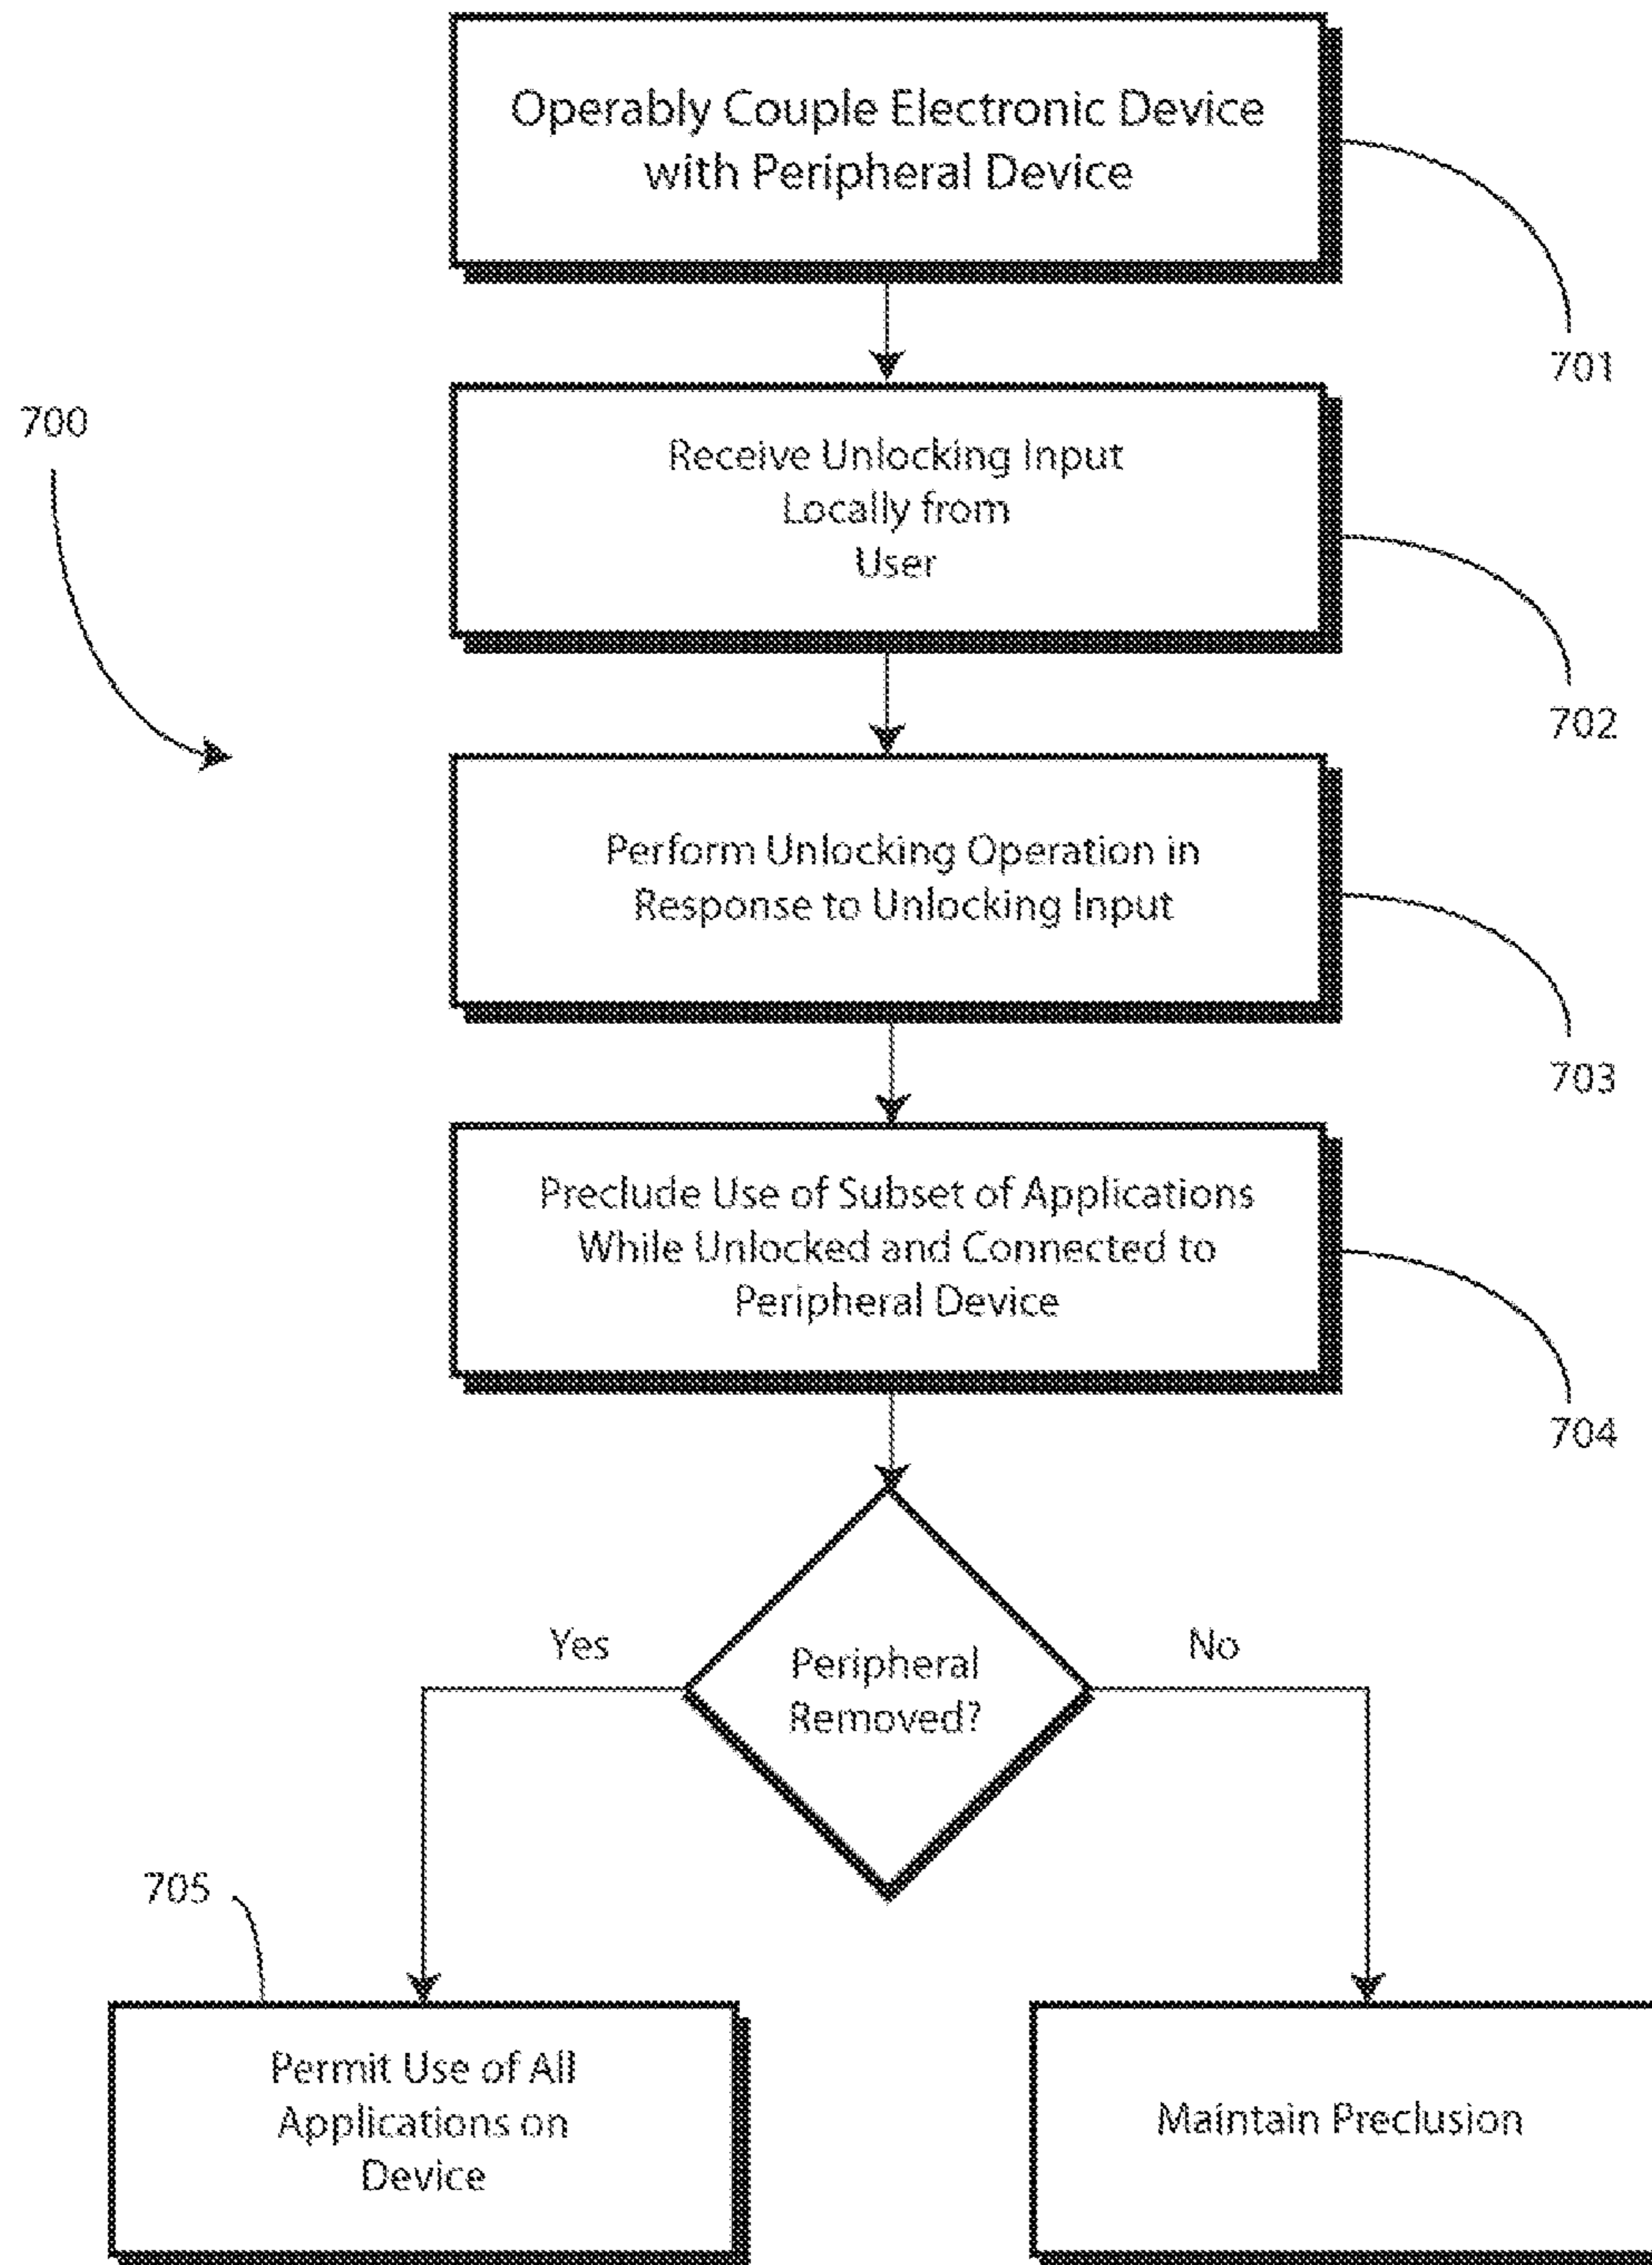 Operably Couple Electronic Device
with Peripheral Device
701
700
Receive Unlocking Input
Locally from
User
702
Perform Unlocking Operation in
Response to Unlocking Input
703
Preclude Use of Subset of Applications
While Unlocked and Connected to
Peripheral Device
704
Yes
No
Peripheral
Removed?
705
Permit Use of All
Applications on
Device
Maintain Preclusion